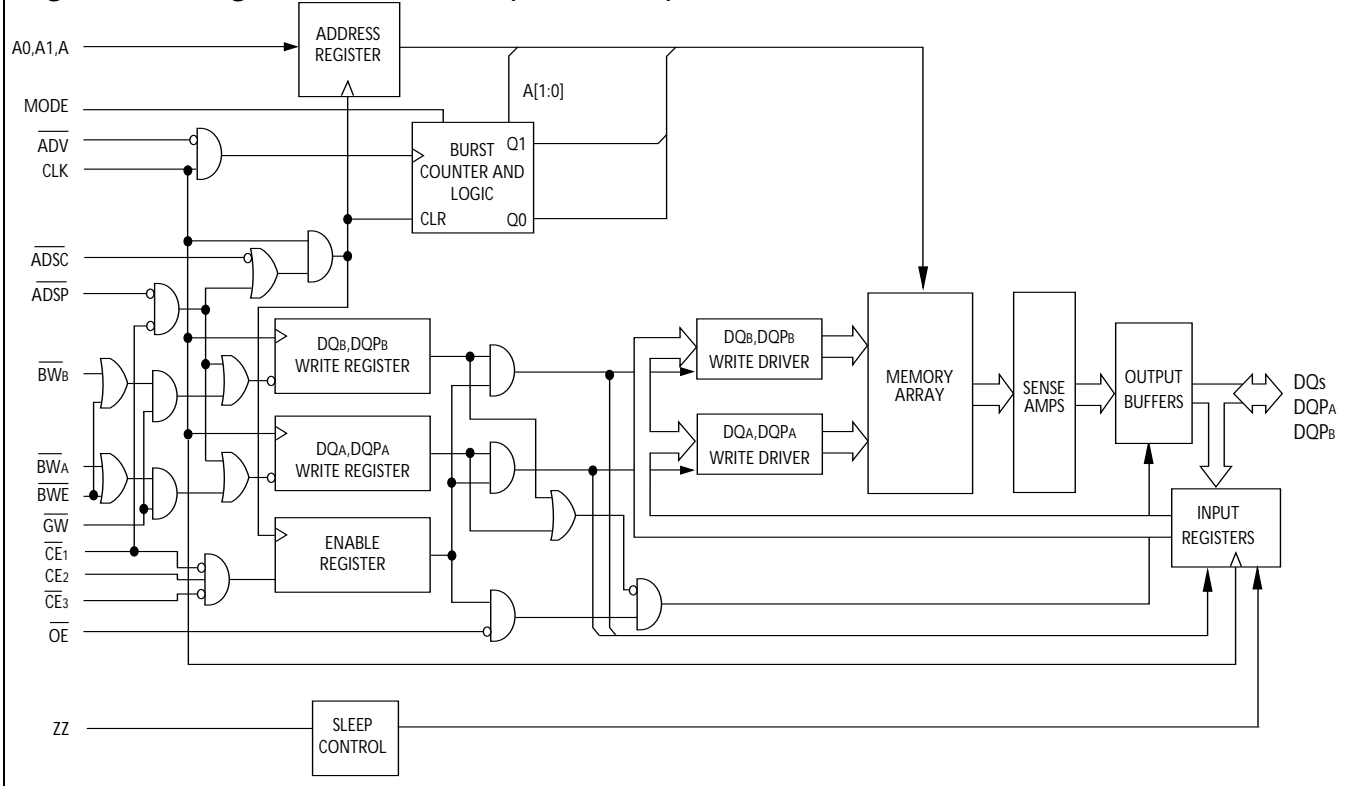 ADDRESS
REGISTER
A0,A1,A
A[1:0]
MODE
ADV
CLK
BURST
COUNTER AND
LOGIC
Q1
CLR
Q0
ADSC
ADSP
BWB
BWA
BWE
GW
CE1
CE2
CE3
OE
DQB,DQPB
WRITE REGISTER
DQA,DQPA
WRITE REGISTER
ENABLE
REGISTER
DQB,DQPB
WRITE DRIVER
DQA,DQPA
WRITE DRIVER
MEMORY
ARRAY
SENSE
AMPS
OUTPUT
BUFFERS
DQs
DQPA
DQPB
INPUT
REGISTERS
ZZ
SLEEP
CONTROL